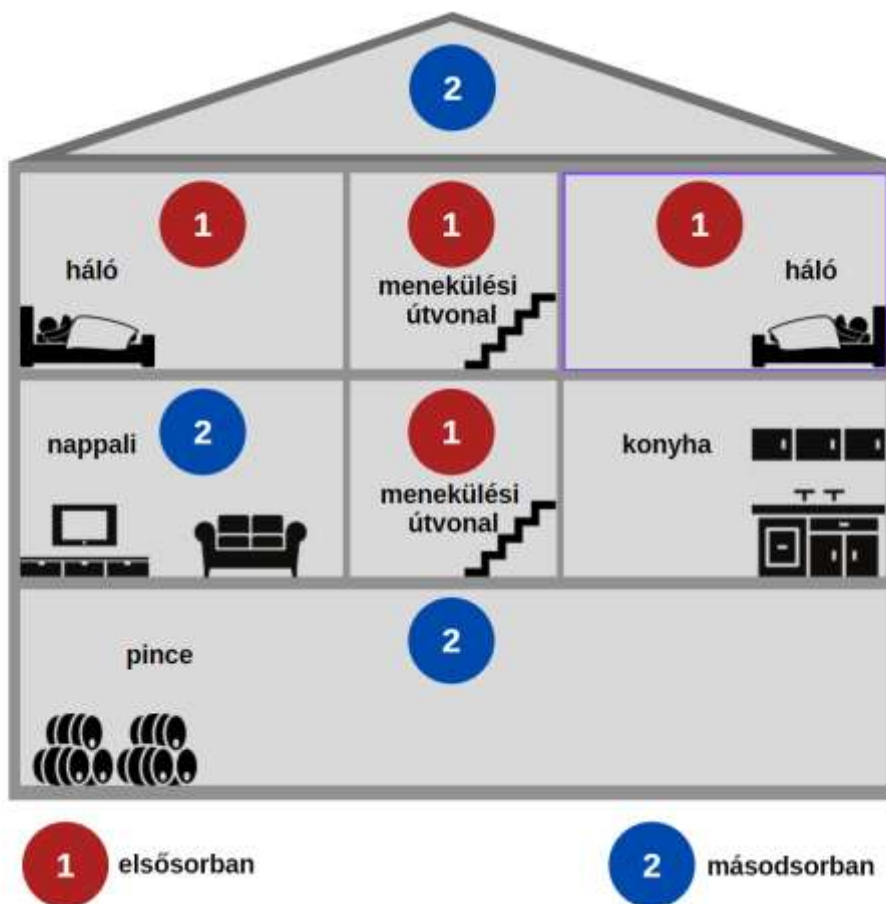 2
1
1
1
háló
menekülési
útvonal
háló
nappali
2
1
menekülési
útvonal
konyha
2
pince
1 elsősorban
2 másodsorban